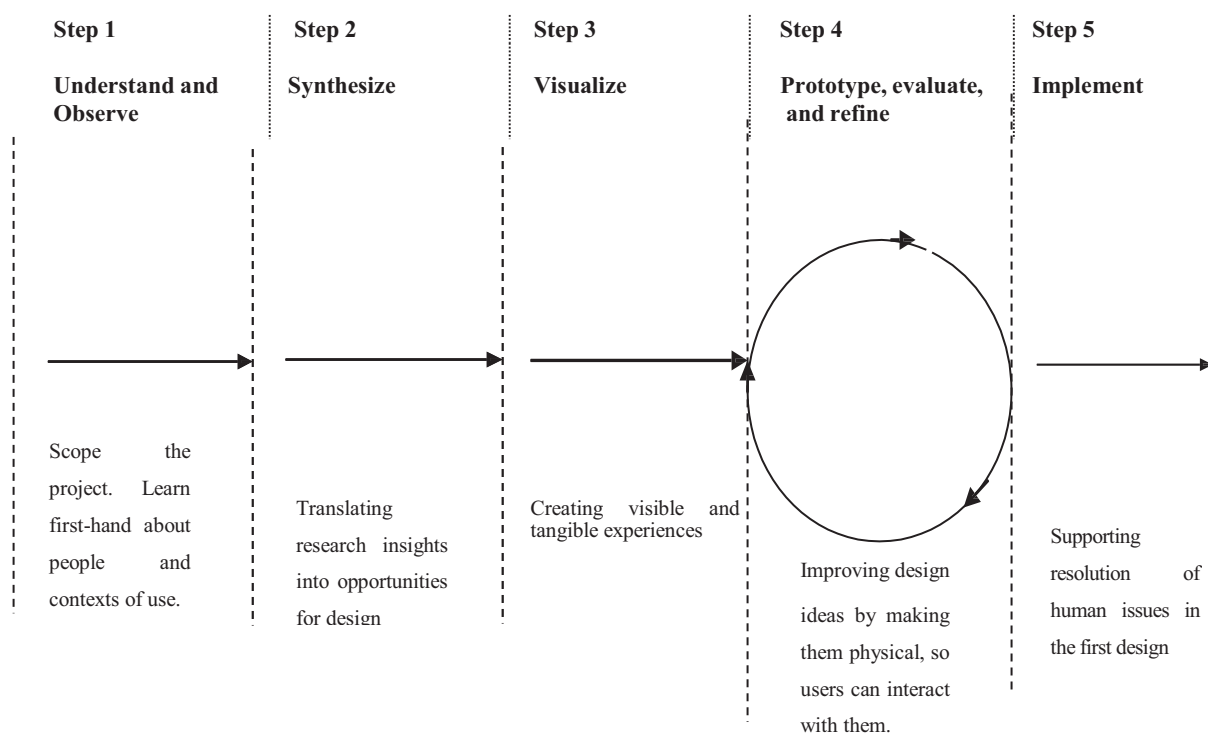 Step 1
Understand and
Observe
Scope the
project. Learn
first-hand about
people and
contexts of use.
Step 2
Synthesize
Translating
research insights
into opportunities
for design
Step 3
Visualize
Creating visible and
tangible experiences
Step 4
Prototype, evaluate,
and refine
Improving design
ideas by making
them physical, so
users can interact
with them.
Step 5
Implement
Supporting
resolution of
human issues in
the first design